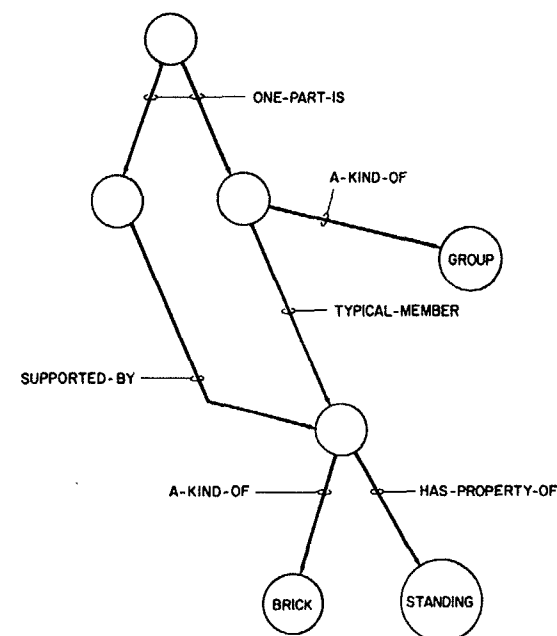 ONE-PART-IS
A-KIND-OF
GROUP
TYPICAL-MEMBER
SUPPORTED-BY
A-KIND-OF
HAS-PROPERTY-OF
BRICK
STANDING